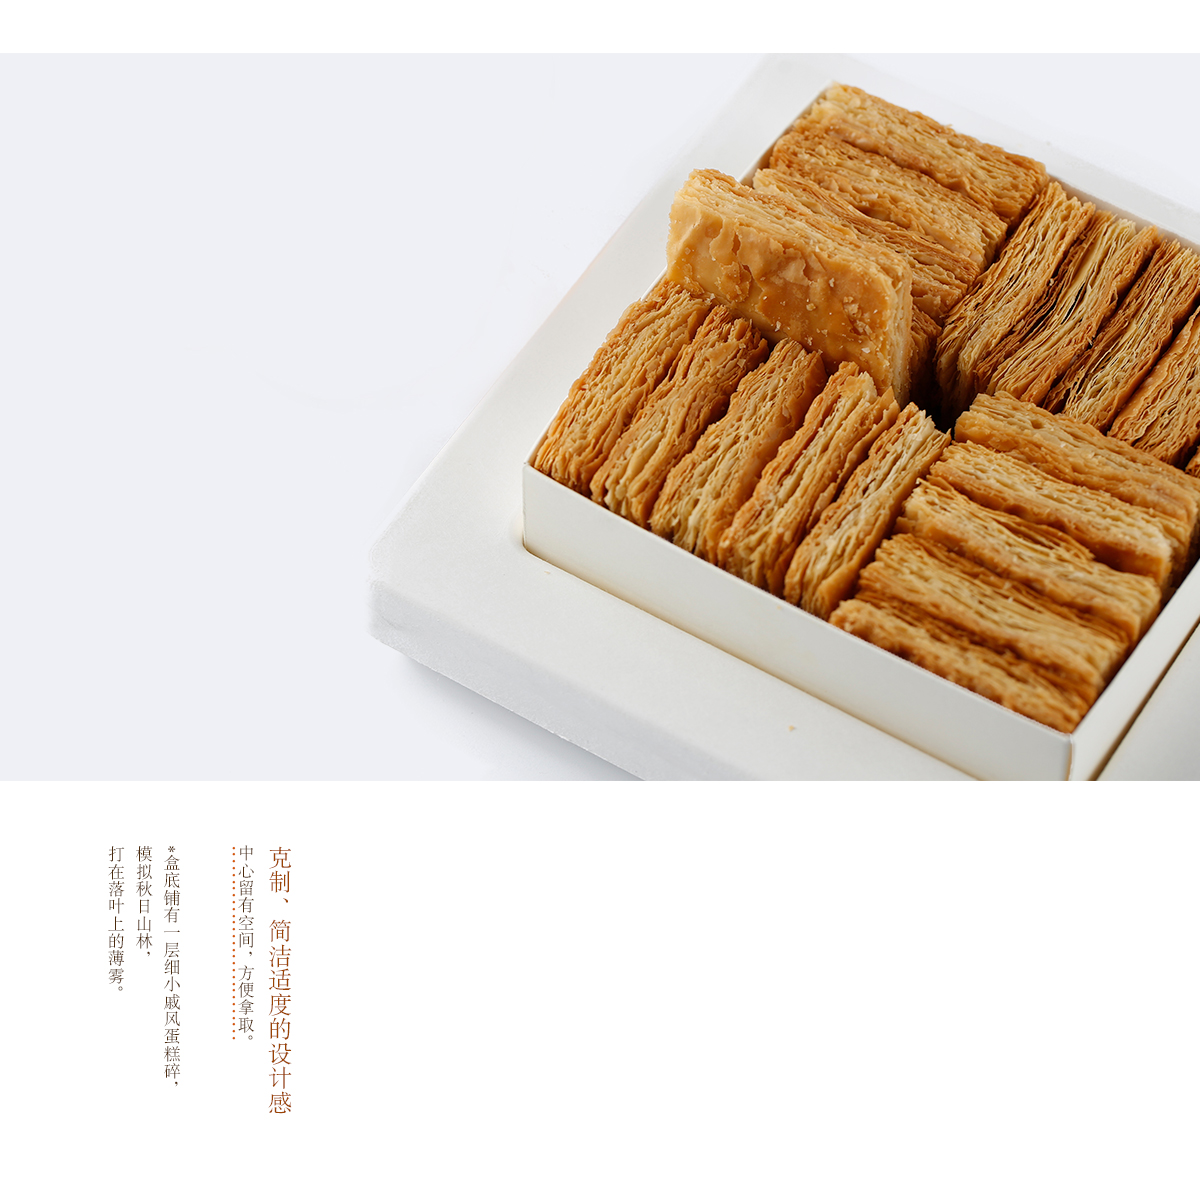 克制、简洁适度的设计感
中心留有空间，方便拿取。
*盒底铺有一层细小戚风蛋糕碎，
模拟秋日山林，
打在落叶上的薄雾。